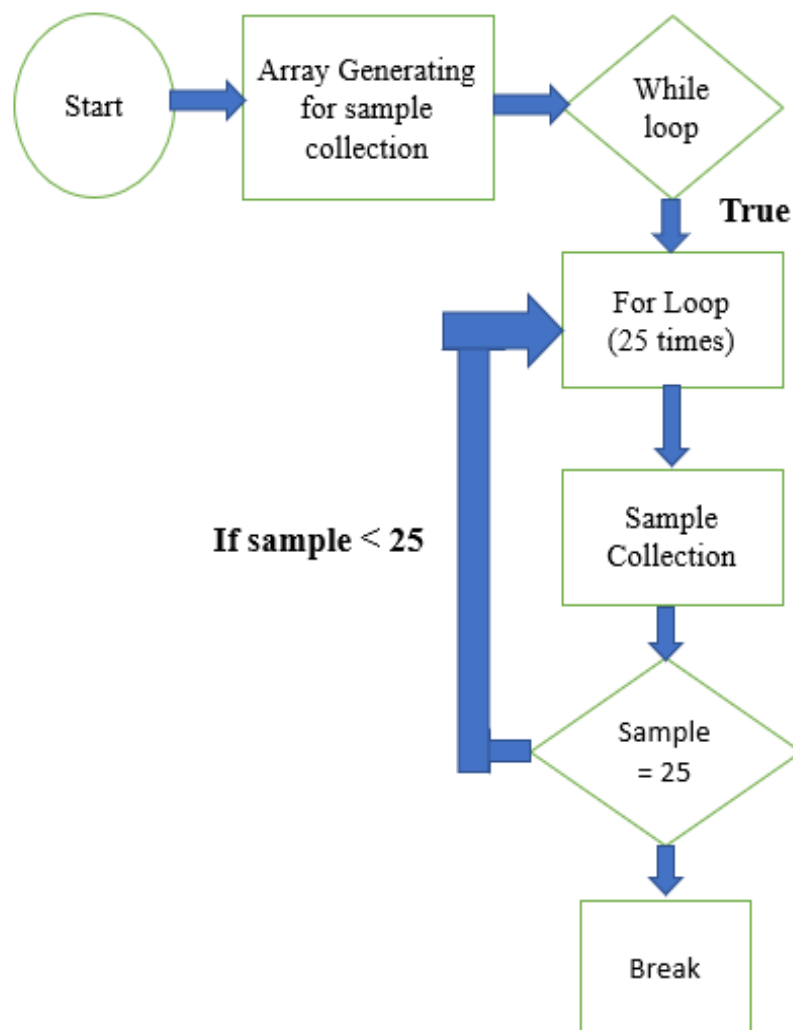 Start
Array Generating
for sample
collection
While
loop
True
For Loop
(25 times)
Sample
Collection
If sample < 25
Sample
= 25
Break